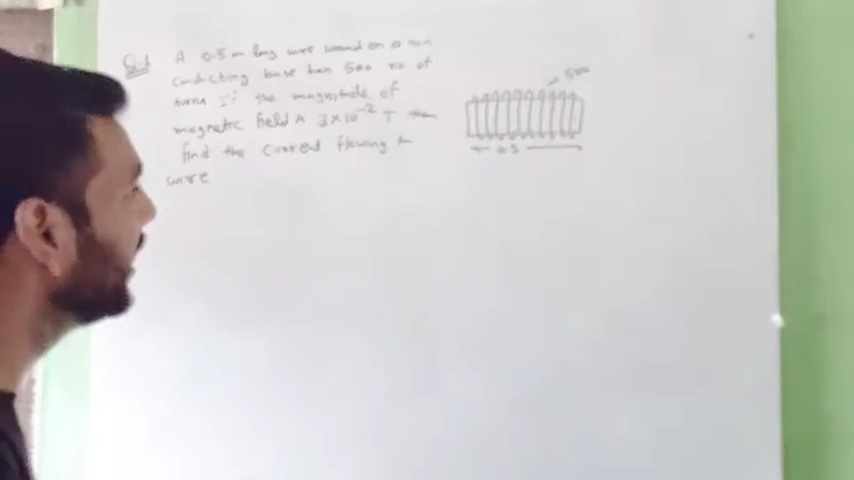 Q.1 A 0.5 m long wire wound on a non
conducting base has 500 no of
turns If the magnitude of
magnetic field is 3×10⁻² T then
find the current flowing in
wire
500
0.5